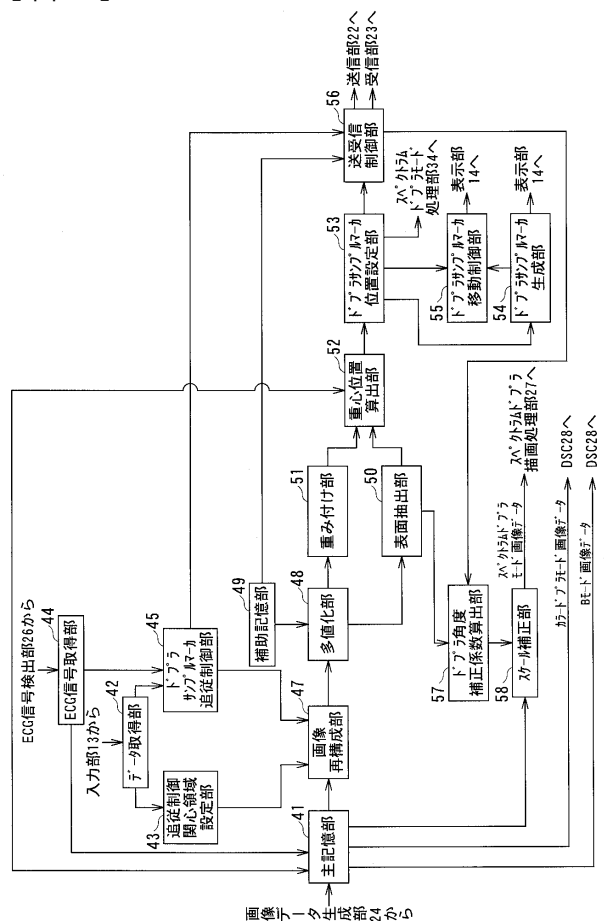 ECG信号検出部26から
44
ECG信号取得部
入力部13から
42
データ取得部
43
追従制御
関心領域
設定部
45
ドプラ
サンプルマーカ
追従制御部
画像データ生成部24から
41
主記憶部
47
画像
再構成部
49
補助記憶部
48
多値化部
51
重み付け部
50
表面抽出部
52
重心位置
算出部
53
ドプラサンプルマーカ
位置設定部
スペクトラム
ドプラモード
処理部34へ
56
送受信
制御部
送信部22へ
受信部23へ
55
ドプラサンプルマーカ
移動制御部
表示部
14へ
54
ドプラサンプルマーカ
生成部
表示部
14へ
57
ドプラ角度
補正係数算出部
58
スケール補正部
スペクトラムドプラ
モード画像データ
スペクトラムドプラ
描画処理部27へ
カラードプラモード画像データ
DSC28へ
Bモード画像データ
DSC28へ